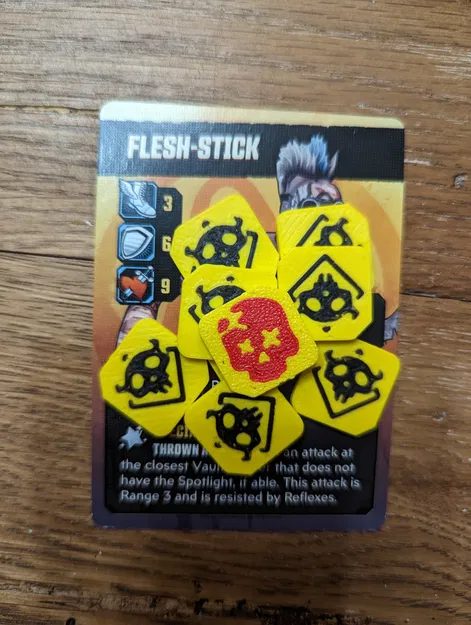 FLESH-STICK
3
6
9
THROWN
an attack at
the closest Vau that does not
have the Spotlight, if able. This attack is
Range 3 and is resisted by Reflexes.